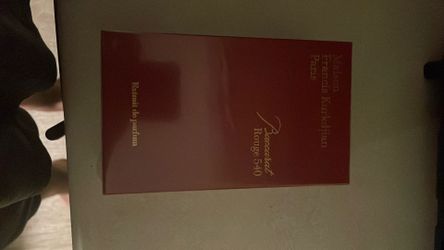 Maison
Francis Kurkdjian
Paris
Baccarat
Rouge 540
Extrait de parfum